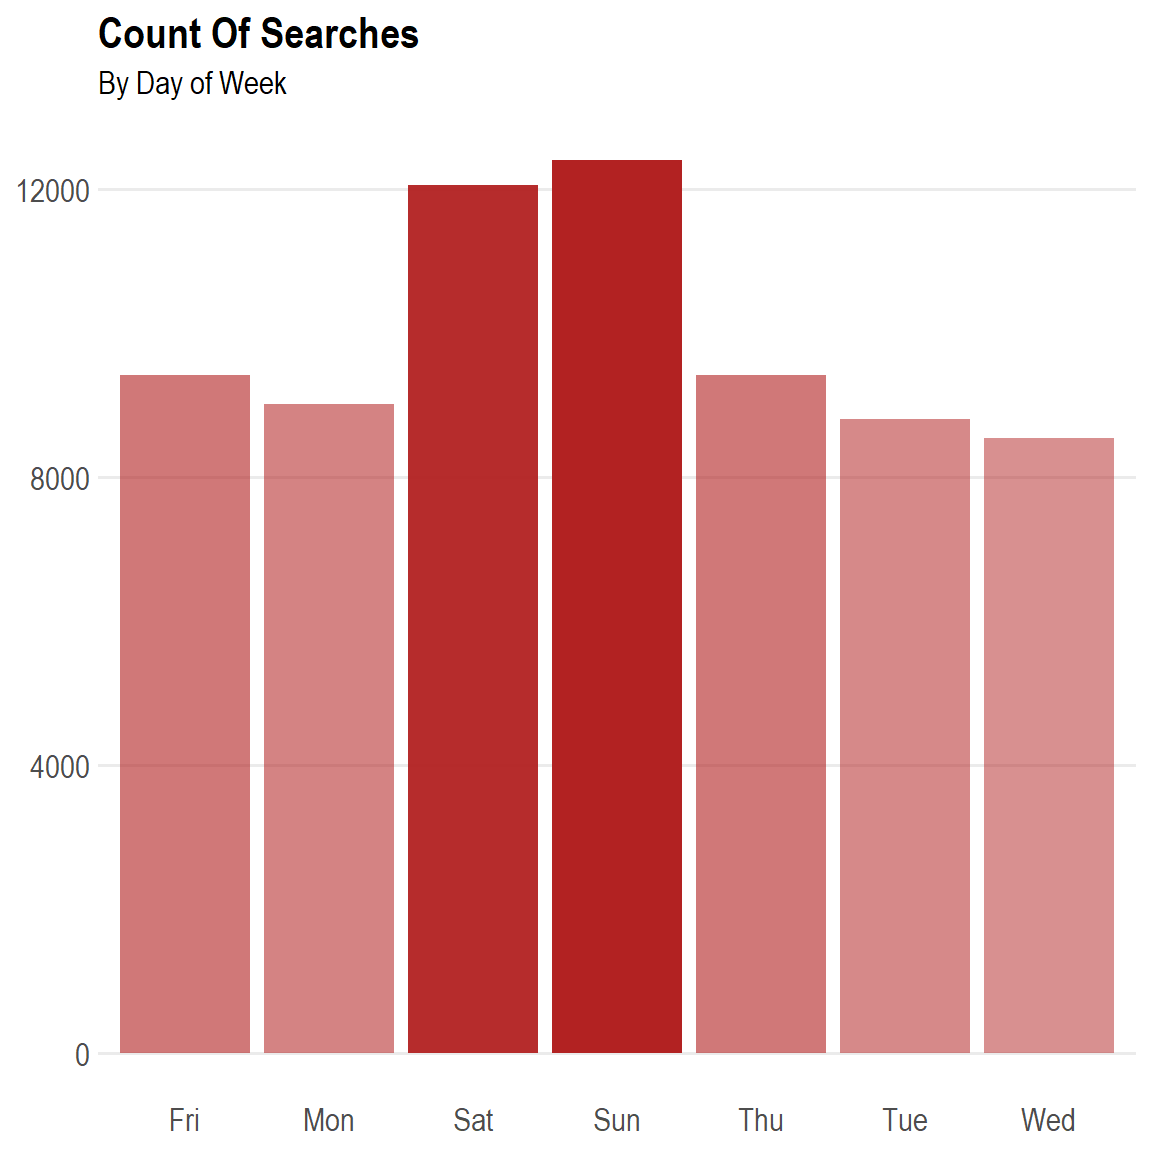 Count Of Searches
By Day of Week
12000
8000
4000
0
Fri Mon Sat Sun Thu Tue Wed